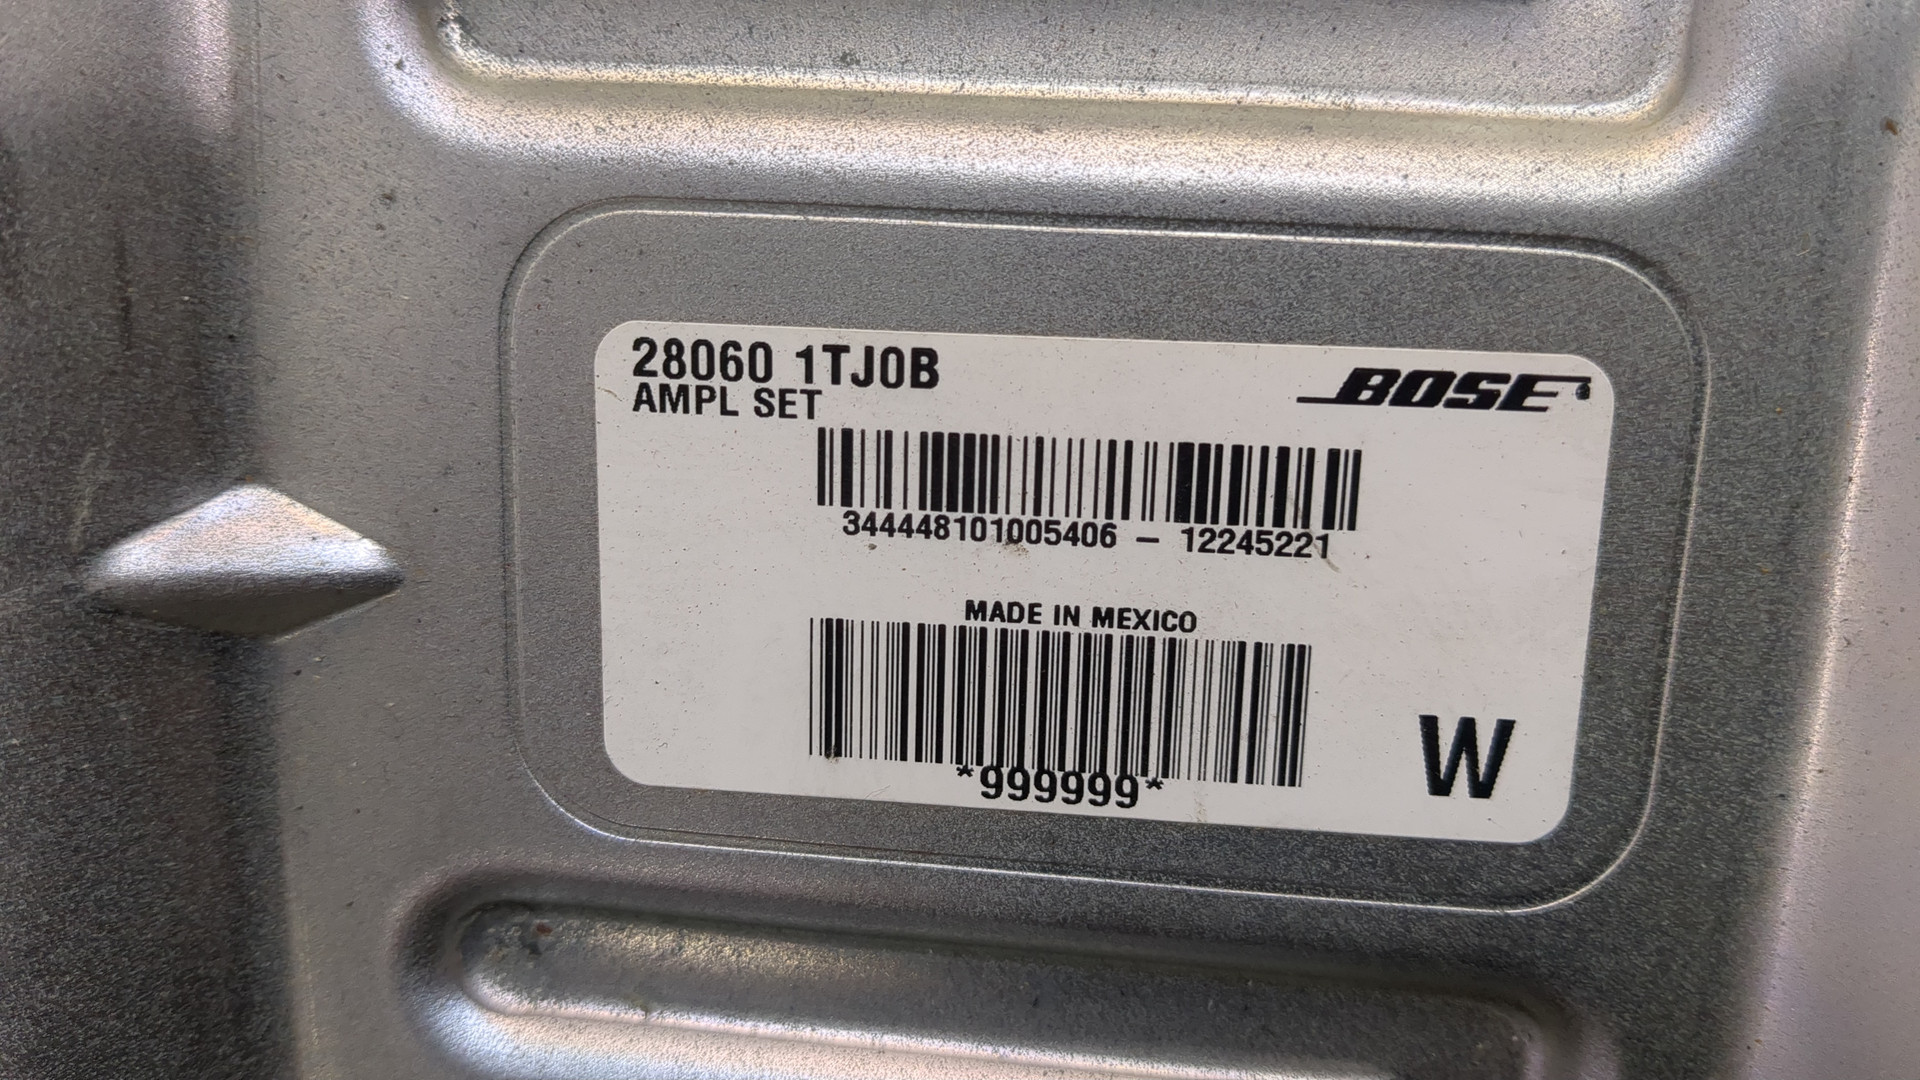 28060 1TJ0B
AMPL SET
BOSE
344448101005406 – 12245221
MADE IN MEXICO
*999999*
W